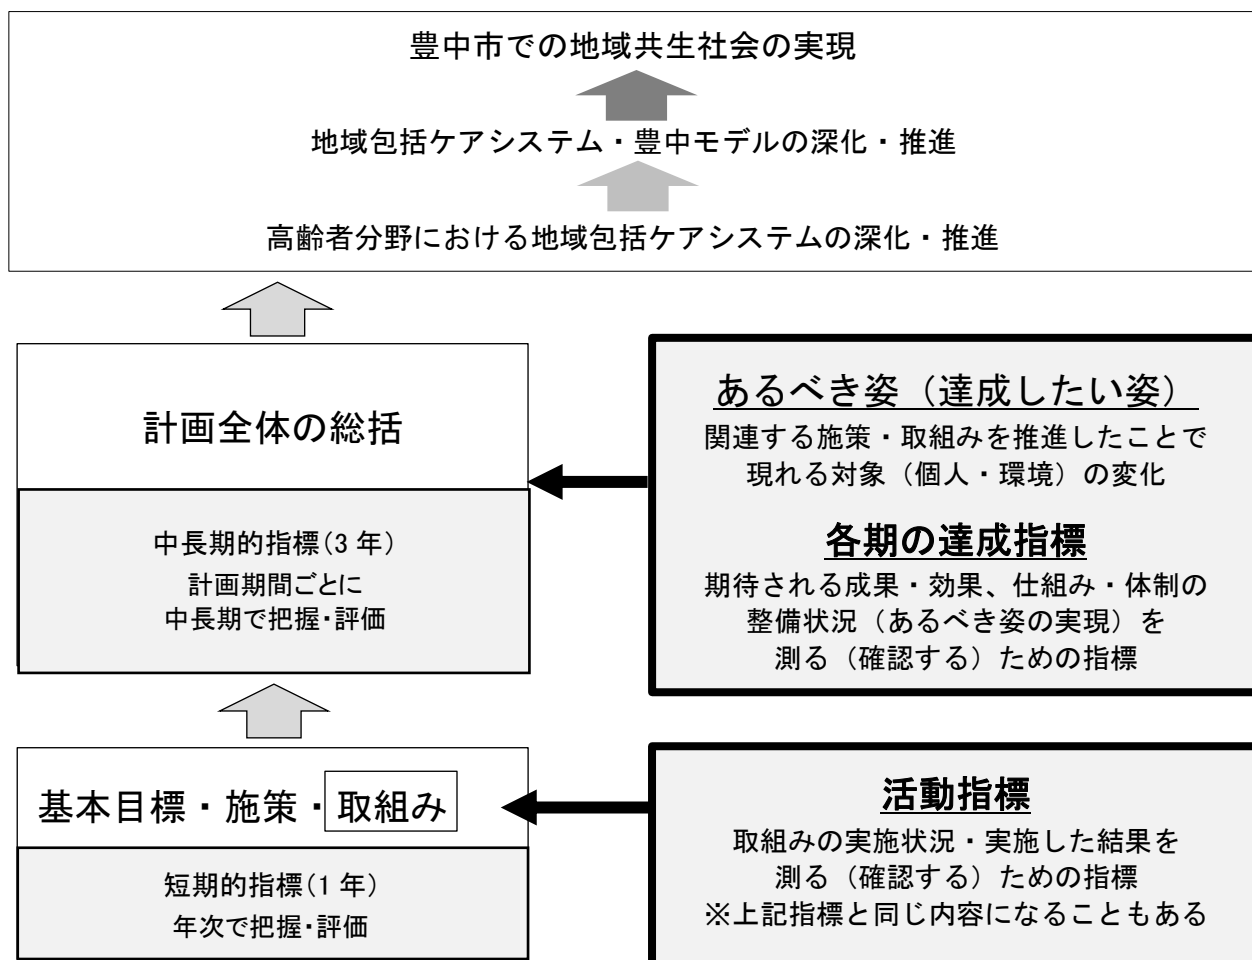 豊中市での地域共生社会の実現
地域包括ケアシステム・豊中モデルの深化・推進
高齢者分野における地域包括ケアシステムの深化・推進
計画全体の総括
中長期的指標(3 年)
計画期間ごとに
中長期で把握・評価
あるべき姿（達成したい姿）
関連する施策・取組みを推進したことで
現れる対象（個人・環境）の変化
各期の達成指標
期待される成果・効果、仕組み・体制の
整備状況（あるべき姿の実現）を
測る（確認する）ための指標
基本目標・施策・取組み
短期的指標(1 年)
年次で把握・評価
活動指標
取組みの実施状況・実施した結果を
測る（確認する）ための指標
※上記指標と同じ内容になることもある